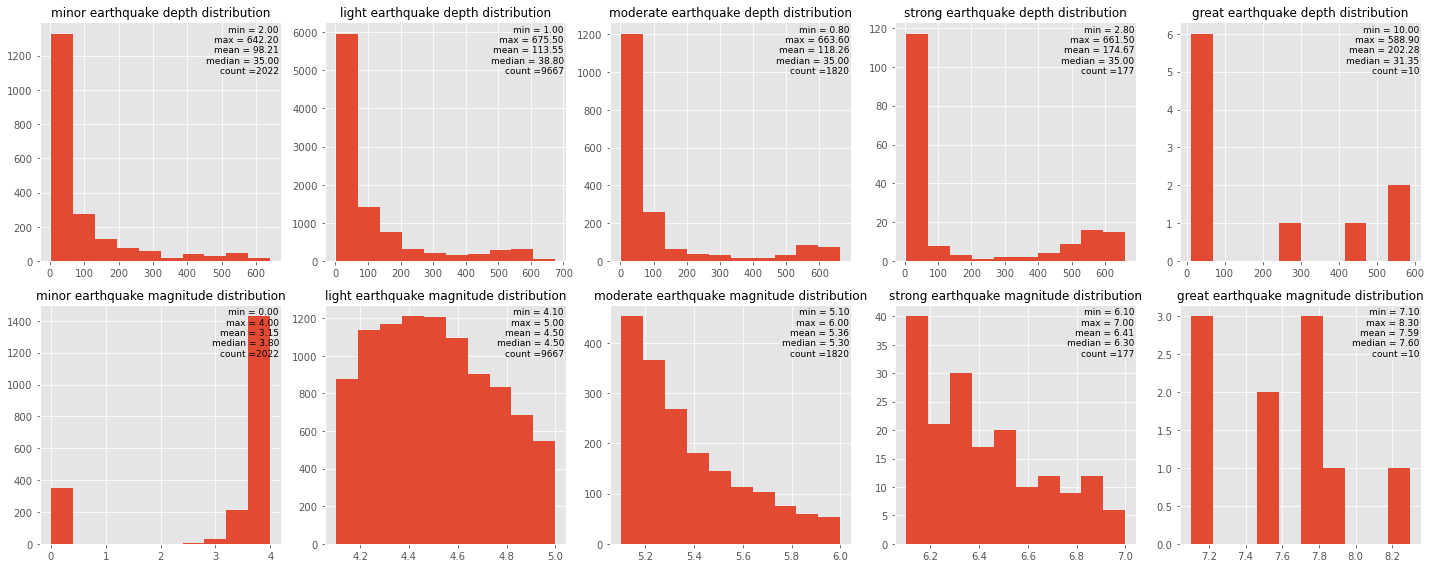 minor earthquake depth distribution
min = 2.00
max = 642.20
mean = 98.21
median = 35.00
count =2022
1200
1000
800
600
400
200
0
0 100 200 300 400 500 600
light earthquake depth distribution
min = 1.00
max = 675.50
mean = 113.55
median = 38.80
count =9667
6000
5000
4000
3000
2000
1000
0
0 100 200 300 400 500 600 700
moderate earthquake depth distribution
min = 0.80
max = 663.60
mean = 118.26
median = 35.00
count =1820
1200
1000
800
600
400
200
0
0 100 200 300 400 500 600
strong earthquake depth distribution
min = 2.80
max = 661.50
mean = 174.67
median = 35.00
count =177
120
100
80
60
40
20
0
0 100 200 300 400 500 600
great earthquake depth distribution
min = 10.00
max = 588.90
mean = 202.28
median = 31.35
count =10
6
5
4
3
2
1
0
0 100 200 300 400 500 600
minor earthquake magnitude distribution
min = 0.00
max = 4.00
mean = 3.15
median = 3.80
count =2022
1400
1200
1000
800
600
400
200
0
0 1 2 3 4
light earthquake magnitude distribution
min = 4.10
max = 5.00
mean = 4.50
median = 4.50
count =9667
1200
1000
800
600
400
200
0
4.2 4.4 4.6 4.8 5.0
moderate earthquake magnitude distribution
min = 5.10
max = 6.00
mean = 5.36
median = 5.30
count =1820
400
300
200
100
0
5.2 5.4 5.6 5.8 6.0
strong earthquake magnitude distribution
min = 6.10
max = 7.00
mean = 6.41
median = 6.30
count =177
40
35
30
25
20
15
10
5
0
6.2 6.4 6.6 6.8 7.0
great earthquake magnitude distribution
min = 7.10
max = 8.30
mean = 7.59
median = 7.60
count =10
3.0
2.5
2.0
1.5
1.0
0.5
0.0
7.2 7.4 7.6 7.8 8.0 8.2